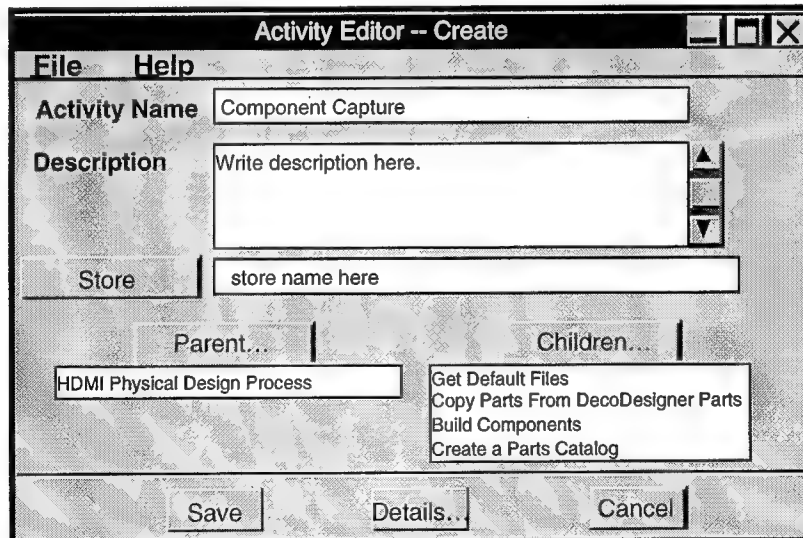 Activity Editor -- Create
File Help
Activity Name Component Capture
Description Write description here.
Store store name here
Parent... Children...
HDMI Physical Design Process
Get Default Files
Copy Parts From DecoDesigner Parts
Build Components
Create a Parts Catalog
Save Details... Cancel